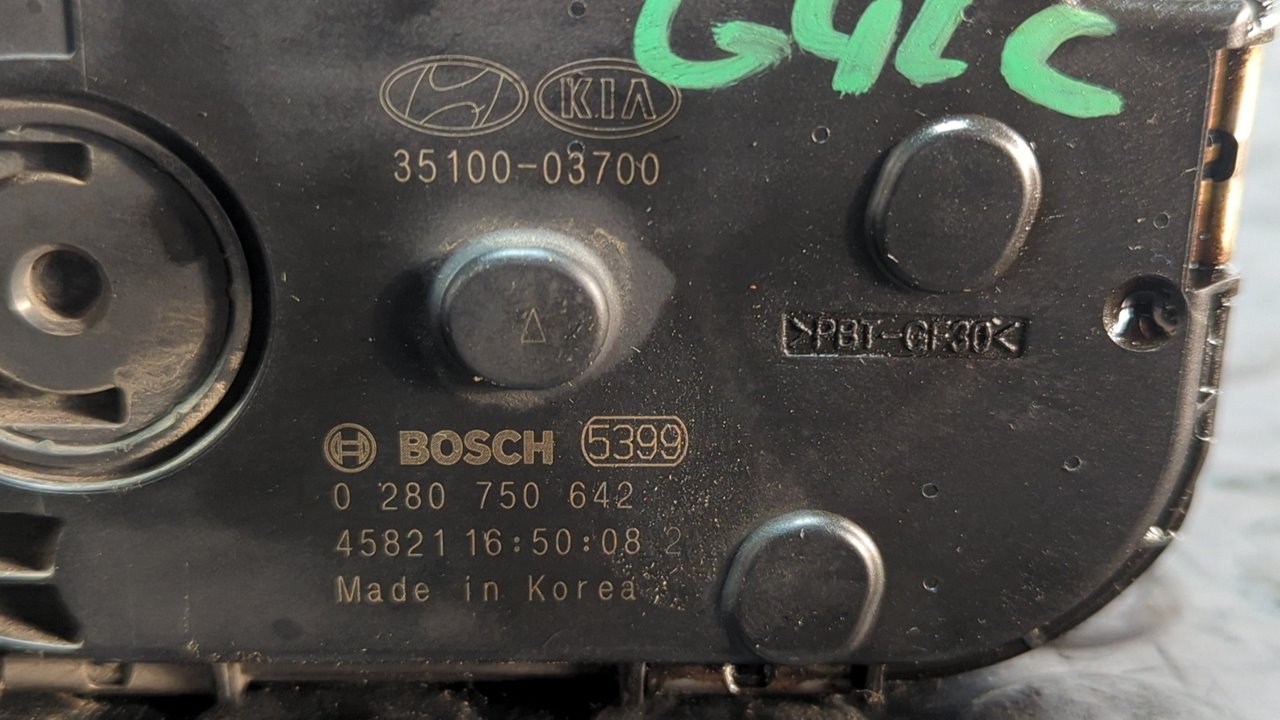 G4LC
KIA
35100-03700
>PBT-GF30<
BOSCH 5399
0 280 750 642
45821 16:50:08 2
Made in Korea